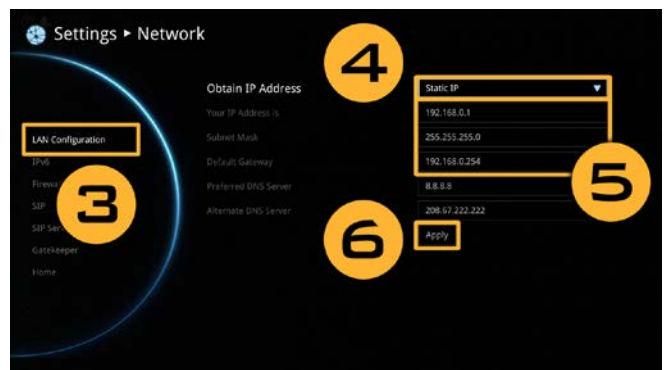 Settings ▸ Network
4
Obtain IP Address
Static IP
Your IP Address is
192.168.0.1
LAN Configuration
Subnet Mask
255.255.255.0
IPv6
Default Gateway
192.168.0.254
3
Preferred DNS Server
8.8.8.8
5
SIP
Alternate DNS Server
208.67.222.222
6
Apply
Gatekeeper
Home